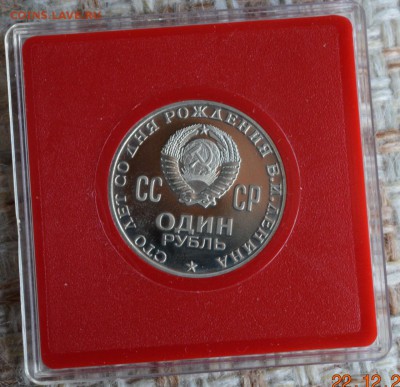 COINS.LAVE.RU
СТО ЛЕТ СО ДНЯ РОЖДЕНИЯ В.И.ЛЕНИНА
СС СР
ОДИН
РУБЛЬ
22.12.2